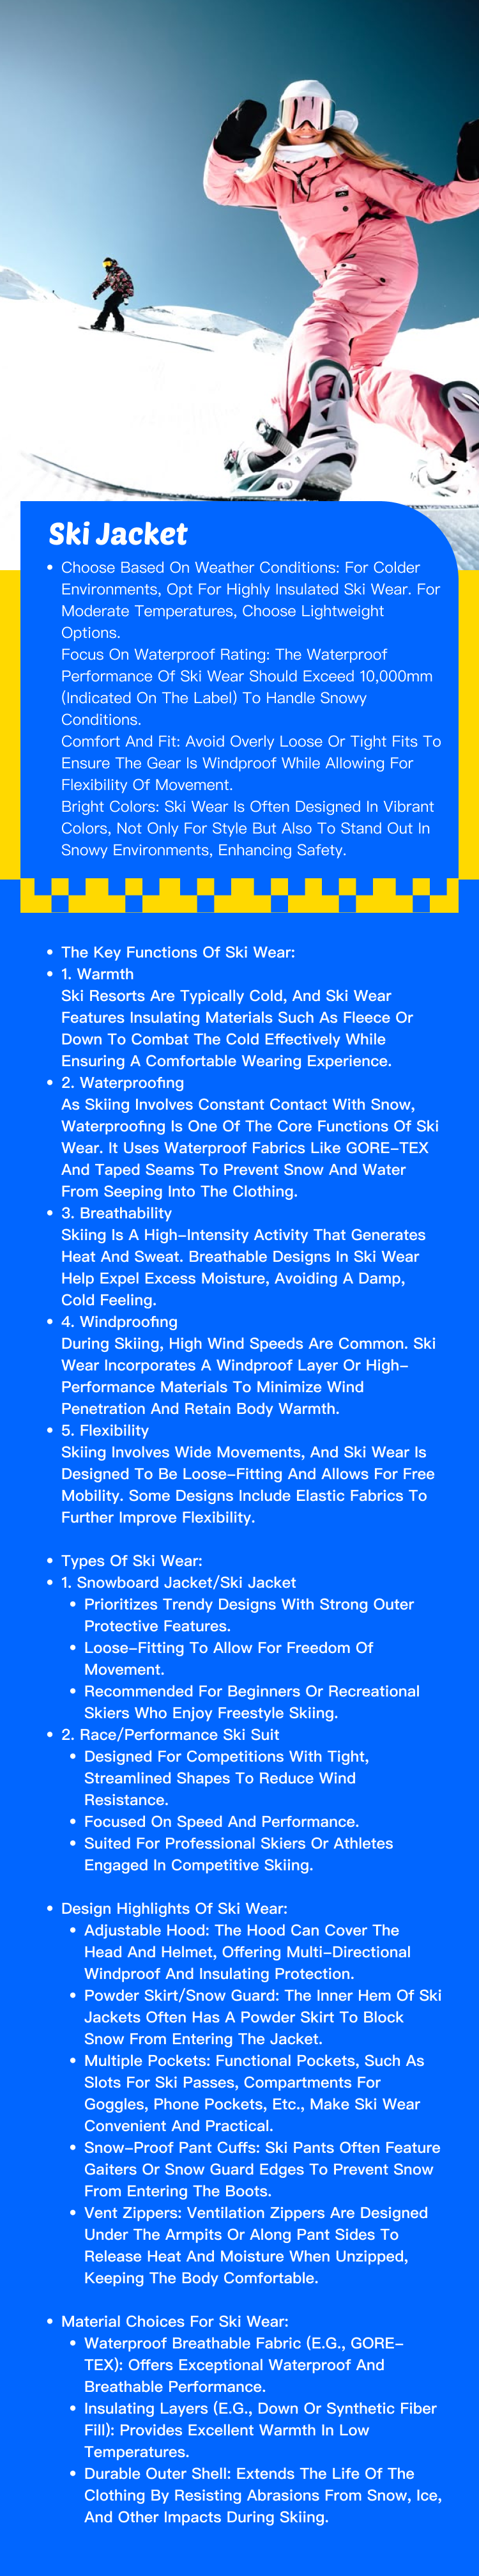 Ski Jacket
• Choose Based On Weather Conditions: For Colder
Environments, Opt For Highly Insulated Ski Wear. For
Moderate Temperatures, Choose Lightweight
Options.
Focus On Waterproof Rating: The Waterproof
Performance Of Ski Wear Should Exceed 10,000mm
(Indicated On The Label) To Handle Snowy
Conditions.
Comfort And Fit: Avoid Overly Loose Or Tight Fits To
Ensure The Gear Is Windproof While Allowing For
Flexibility Of Movement.
Bright Colors: Ski Wear Is Often Designed In Vibrant
Colors, Not Only For Style But Also To Stand Out In
Snowy Environments, Enhancing Safety.
• The Key Functions Of Ski Wear:
• 1. Warmth
Ski Resorts Are Typically Cold, And Ski Wear
Features Insulating Materials Such As Fleece Or
Down To Combat The Cold Effectively While
Ensuring A Comfortable Wearing Experience.
• 2. Waterproofing
As Skiing Involves Constant Contact With Snow,
Waterproofing Is One Of The Core Functions Of Ski
Wear. It Uses Waterproof Fabrics Like GORE-TEX
And Taped Seams To Prevent Snow And Water
From Seeping Into The Clothing.
• 3. Breathability
Skiing Is A High-Intensity Activity That Generates
Heat And Sweat. Breathable Designs In Ski Wear
Help Expel Excess Moisture, Avoiding A Damp,
Cold Feeling.
• 4. Windproofing
During Skiing, High Wind Speeds Are Common. Ski
Wear Incorporates A Windproof Layer Or High-
Performance Materials To Minimize Wind
Penetration And Retain Body Warmth.
• 5. Flexibility
Skiing Involves Wide Movements, And Ski Wear Is
Designed To Be Loose-Fitting And Allows For Free
Mobility. Some Designs Include Elastic Fabrics To
Further Improve Flexibility.
• Types Of Ski Wear:
• 1. Snowboard Jacket/Ski Jacket
• Prioritizes Trendy Designs With Strong Outer
Protective Features.
• Loose-Fitting To Allow For Freedom Of
Movement.
• Recommended For Beginners Or Recreational
Skiers Who Enjoy Freestyle Skiing.
• 2. Race/Performance Ski Suit
• Designed For Competitions With Tight,
Streamlined Shapes To Reduce Wind
Resistance.
• Focused On Speed And Performance.
• Suited For Professional Skiers Or Athletes
Engaged In Competitive Skiing.
• Design Highlights Of Ski Wear:
• Adjustable Hood: The Hood Can Cover The
Head And Helmet, Offering Multi-Directional
Windproof And Insulating Protection.
• Powder Skirt/Snow Guard: The Inner Hem Of Ski
Jackets Often Has A Powder Skirt To Block
Snow From Entering The Jacket.
• Multiple Pockets: Functional Pockets, Such As
Slots For Ski Passes, Compartments For
Goggles, Phone Pockets, Etc., Make Ski Wear
Convenient And Practical.
• Snow-Proof Pant Cuffs: Ski Pants Often Feature
Gaiters Or Snow Guard Edges To Prevent Snow
From Entering The Boots.
• Vent Zippers: Ventilation Zippers Are Designed
Under The Armpits Or Along Pant Sides To
Release Heat And Moisture When Unzipped,
Keeping The Body Comfortable.
• Material Choices For Ski Wear:
• Waterproof Breathable Fabric (E.G., GORE-
TEX): Offers Exceptional Waterproof And
Breathable Performance.
• Insulating Layers (E.G., Down Or Synthetic Fiber
Fill): Provides Excellent Warmth In Low
Temperatures.
• Durable Outer Shell: Extends The Life Of The
Clothing By Resisting Abrasions From Snow, Ice,
And Other Impacts During Skiing.